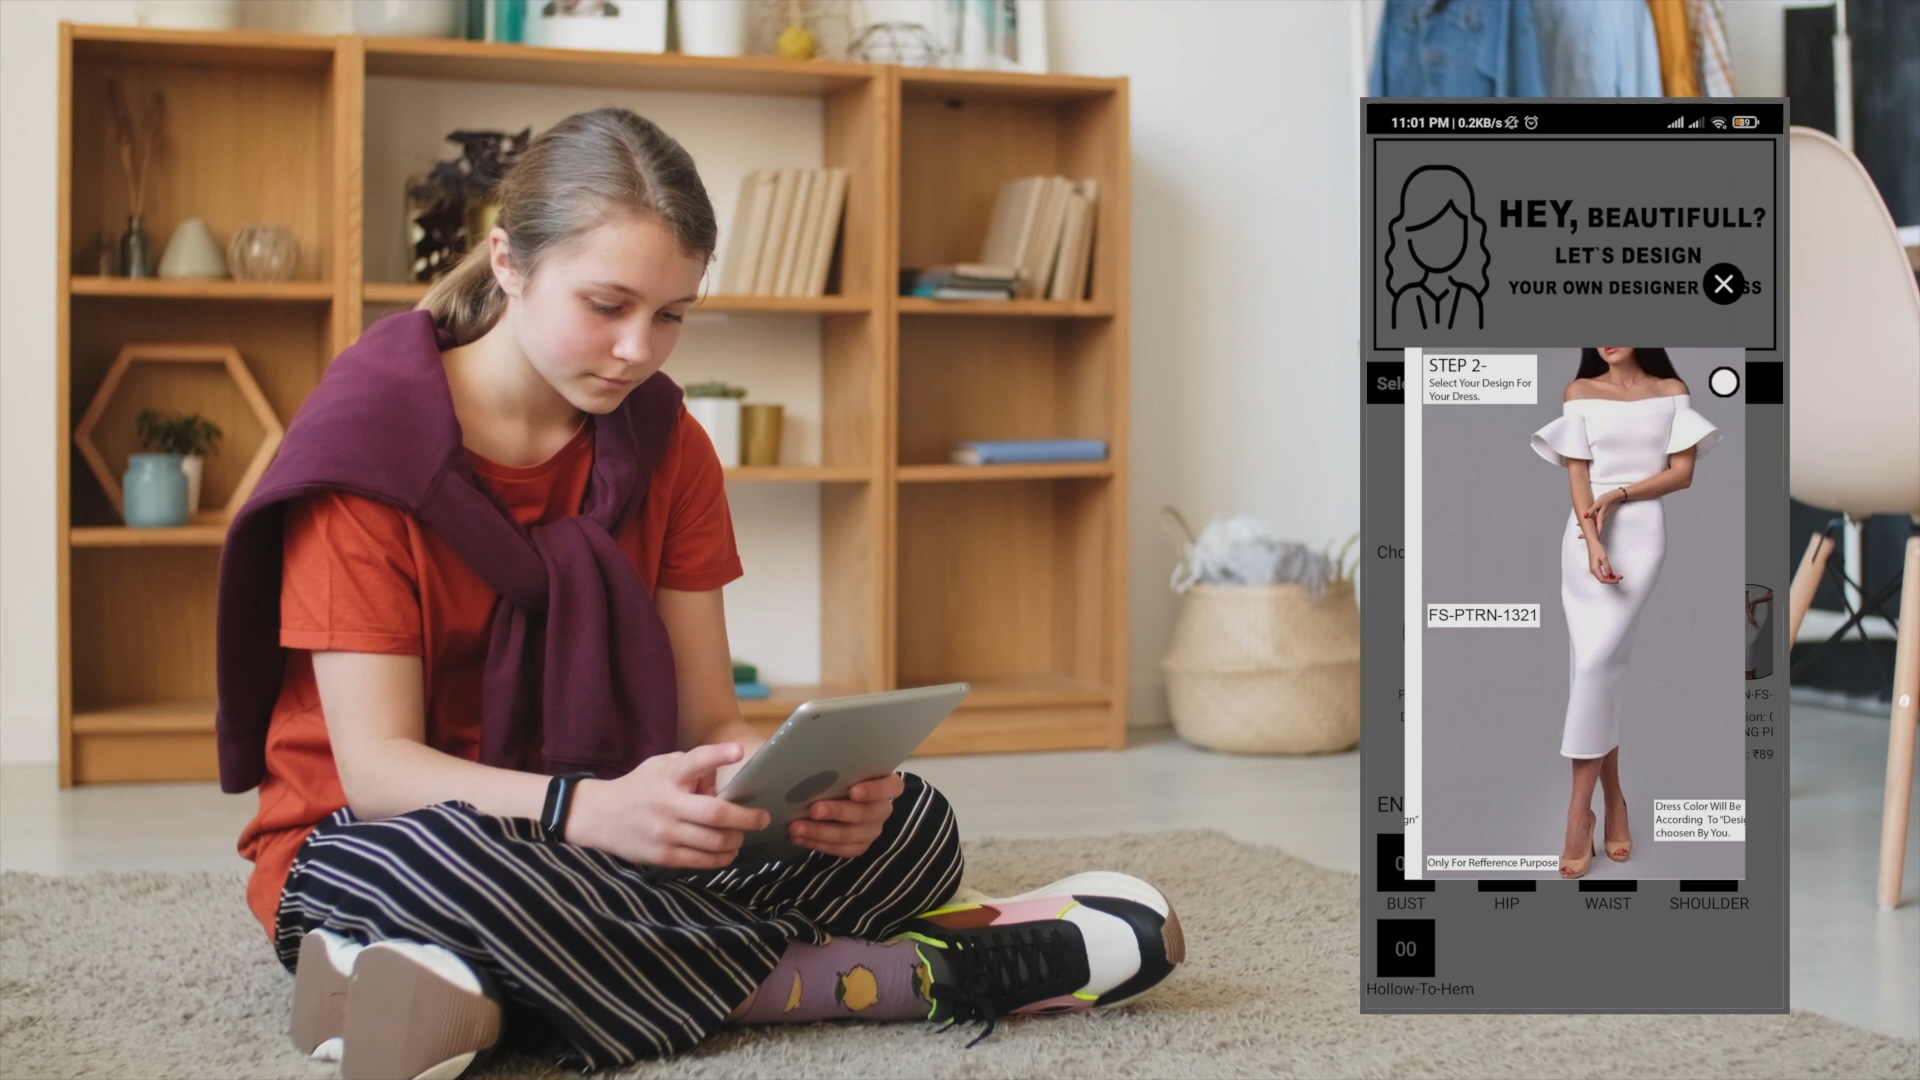 11:01 PM | 0.2KB/s
39
HEY, BEAUTIFULL?
LET`S DESIGN
YOUR OWN DESIGNER
STEP 2-
Select Your Design For
Your Dress.
FS-PTRN-1321
Dress Color Will Be
According To "Desi
choosen By You.
Only For Refference Purpose
BUST
HIP
WAIST
SHOULDER
00
Hollow-To-Hem